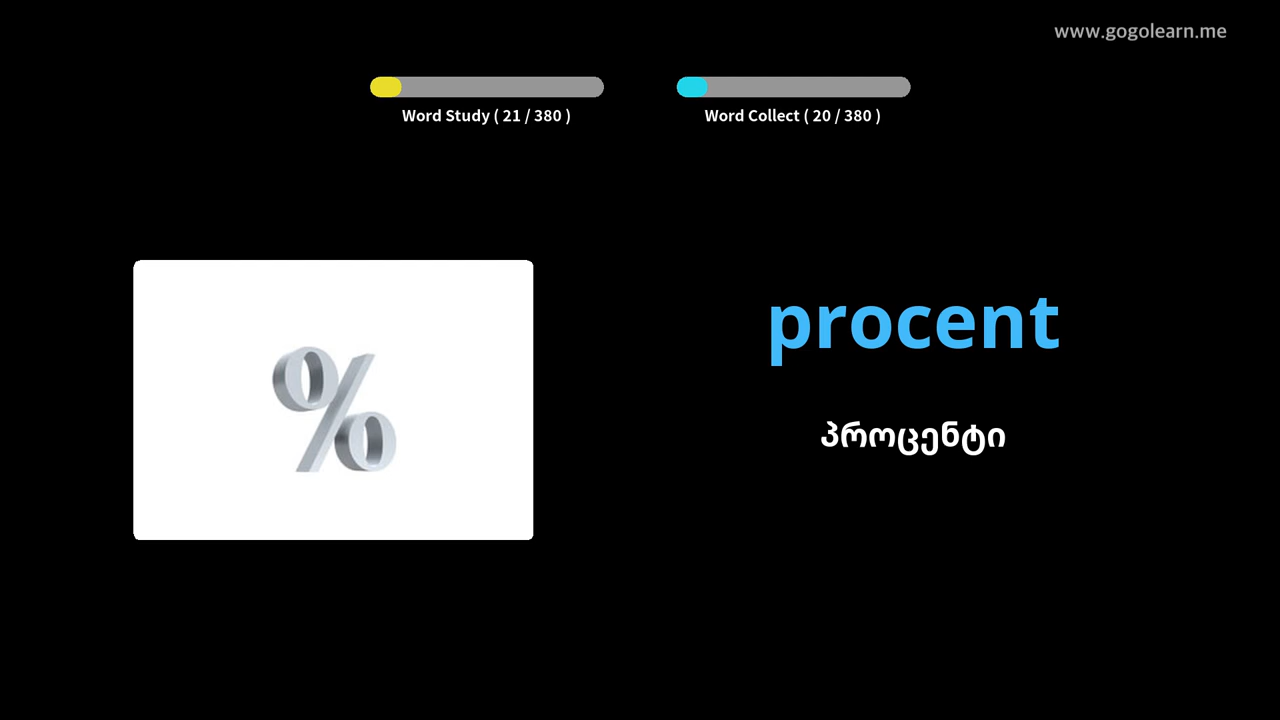 www.gogolearn.me
Word Study ( 21 / 380 )
Word Collect ( 20 / 380 )
%
procent
პროცენტი